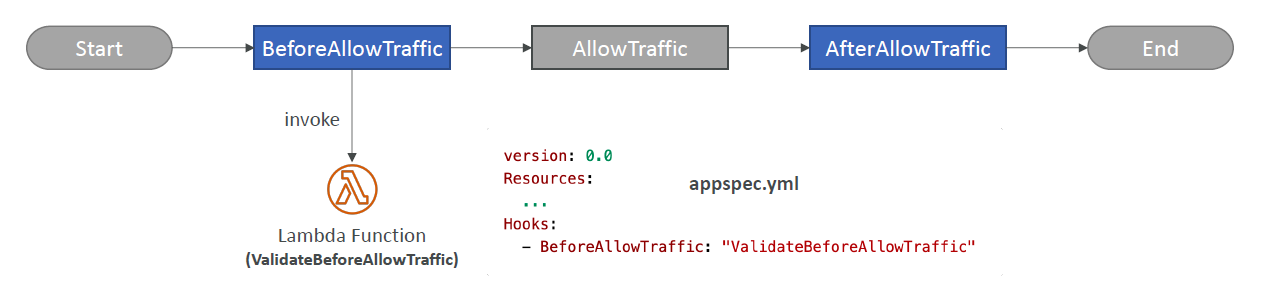 Start
BeforeAllowTraffic
AllowTraffic
AfterAllowTraffic
End
invoke
Lambda Function
(ValidateBeforeAllowTraffic)
version: 0.0
Resources:
...
Hooks:
- BeforeAllowTraffic: "ValidateBeforeAllowTraffic"
appspec.yml